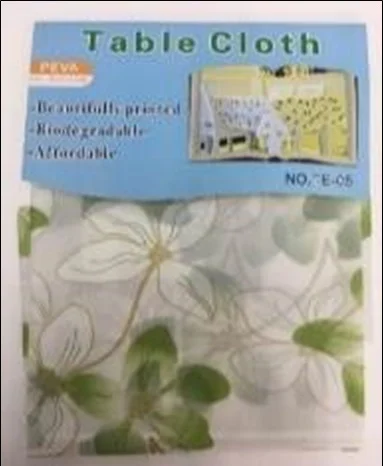 Table Cloth
PEVA
-Beautifully printed
-Biodegradable
-Affordable
NO. E-05